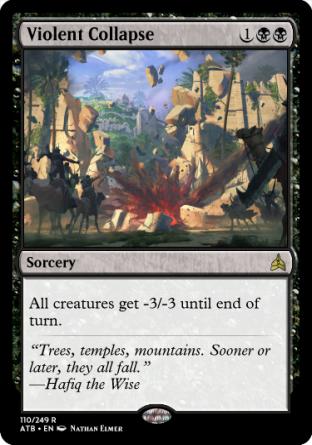 Violent Collapse 1
Sorcery
All creatures get -3/-3 until end of
turn.
“Trees, temples, mountains. Sooner or
later, they all fall.”
—Hafiq the Wise
110/249 R
ATB • EN Nathan Elmer